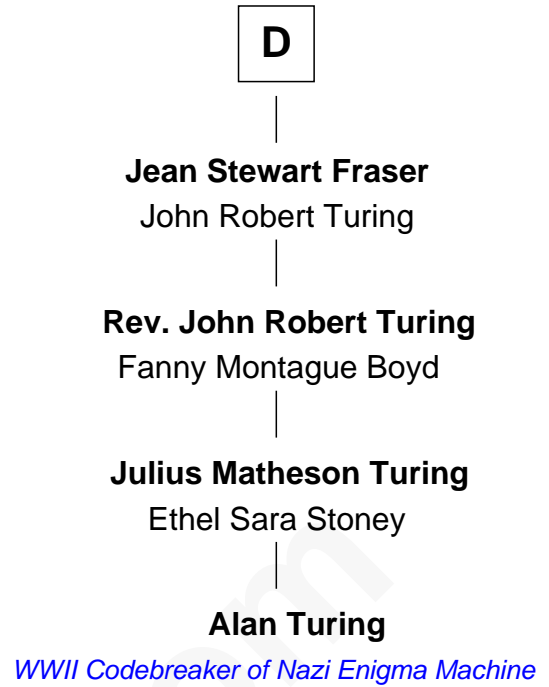 D
Jean Stewart Fraser
John Robert Turing
Rev. John Robert Turing
Fanny Montague Boyd
Julius Matheson Turing
Ethel Sara Stoney
Alan Turing
WWII Codebreaker of Nazi Enigma Machine